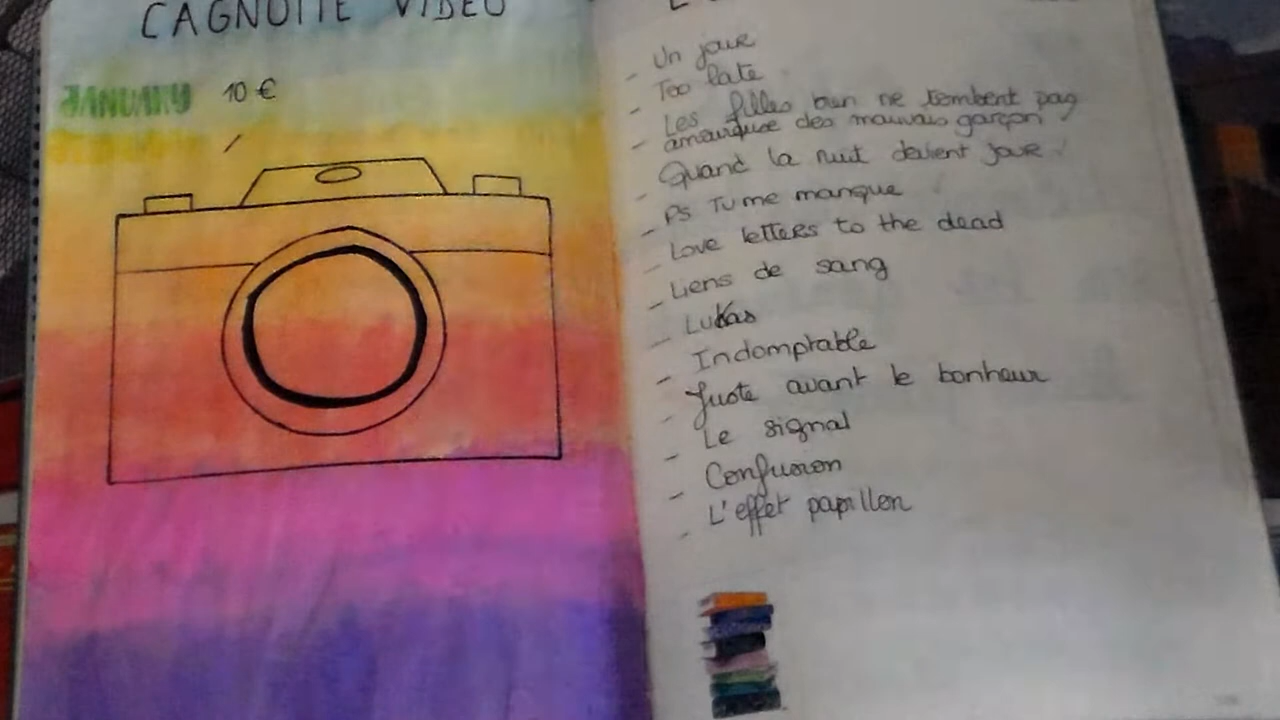 CAGNOTTE VIDEO
JANUARY 10 €
- Un jour
- Too late
- Les filles bien ne tombent pas
amoureuse des mauvais garçon
- Quand la nuit devient jour
- Ps Tu me manque
- Love letters to the dead
- Liens de sang
- Lukas
- Indomptable
- Juste avant le bonheur
- Le signal
- Confusion
- L'effet papillon